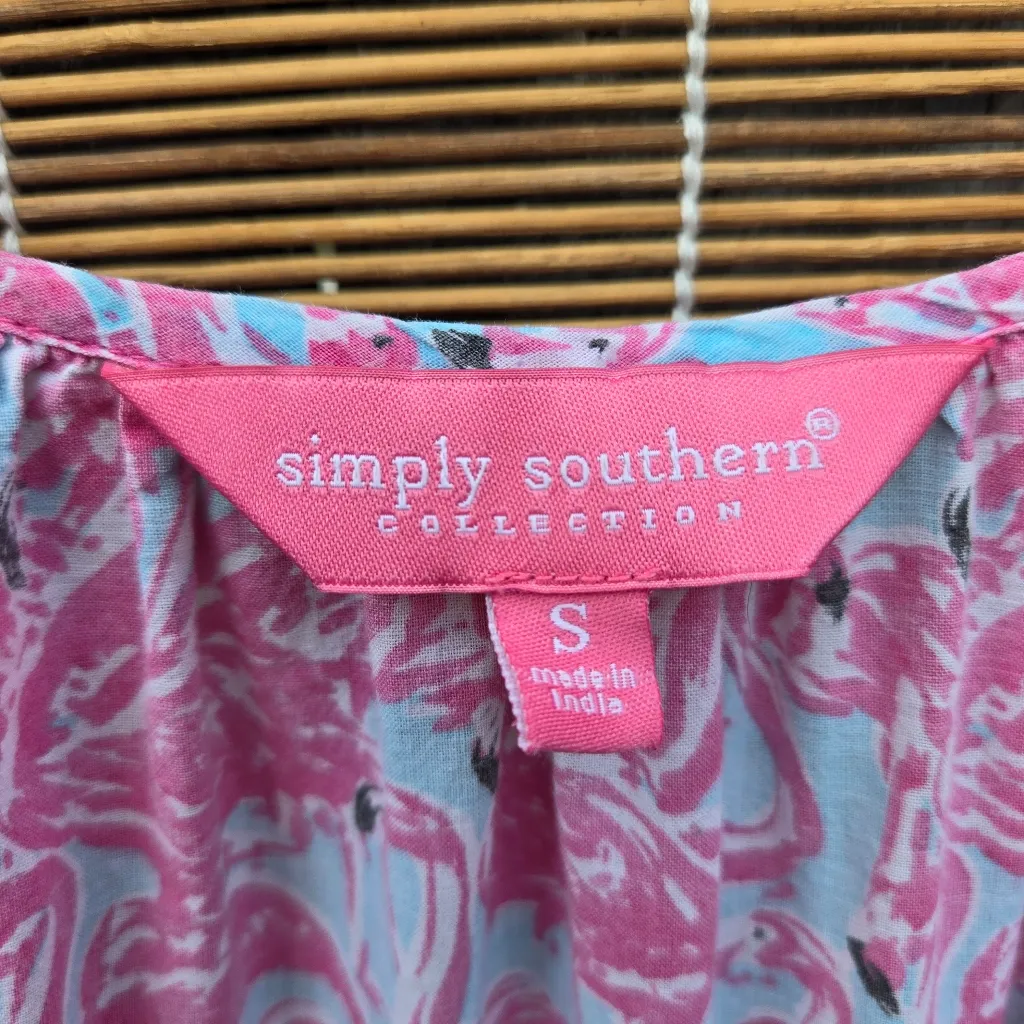 simply southern®
COLLECTION
S
made in
India